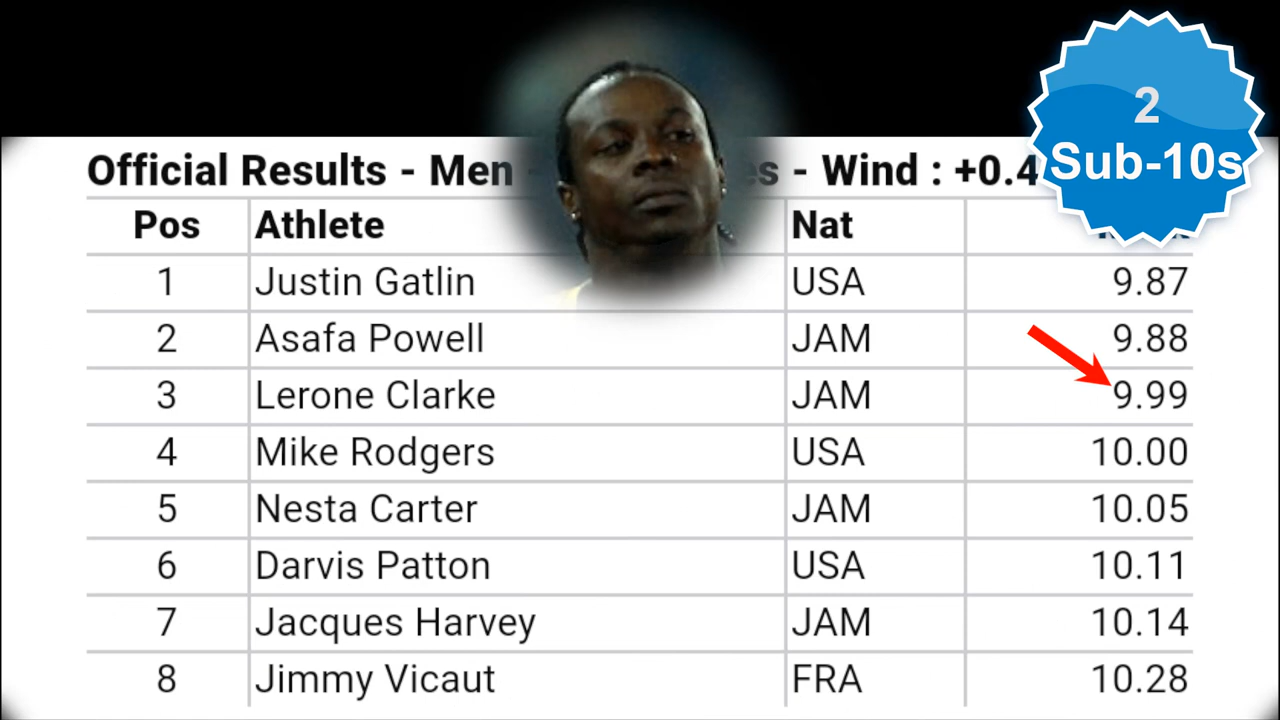 2
Sub-10s
Official Results - Men - s - Wind : +0.4
Pos Athlete Nat
1 Justin Gatlin USA 9.87
2 Asafa Powell JAM 9.88
3 Lerone Clarke JAM 9.99
4 Mike Rodgers USA 10.00
5 Nesta Carter JAM 10.05
6 Darvis Patton USA 10.11
7 Jacques Harvey JAM 10.14
8 Jimmy Vicaut FRA 10.28